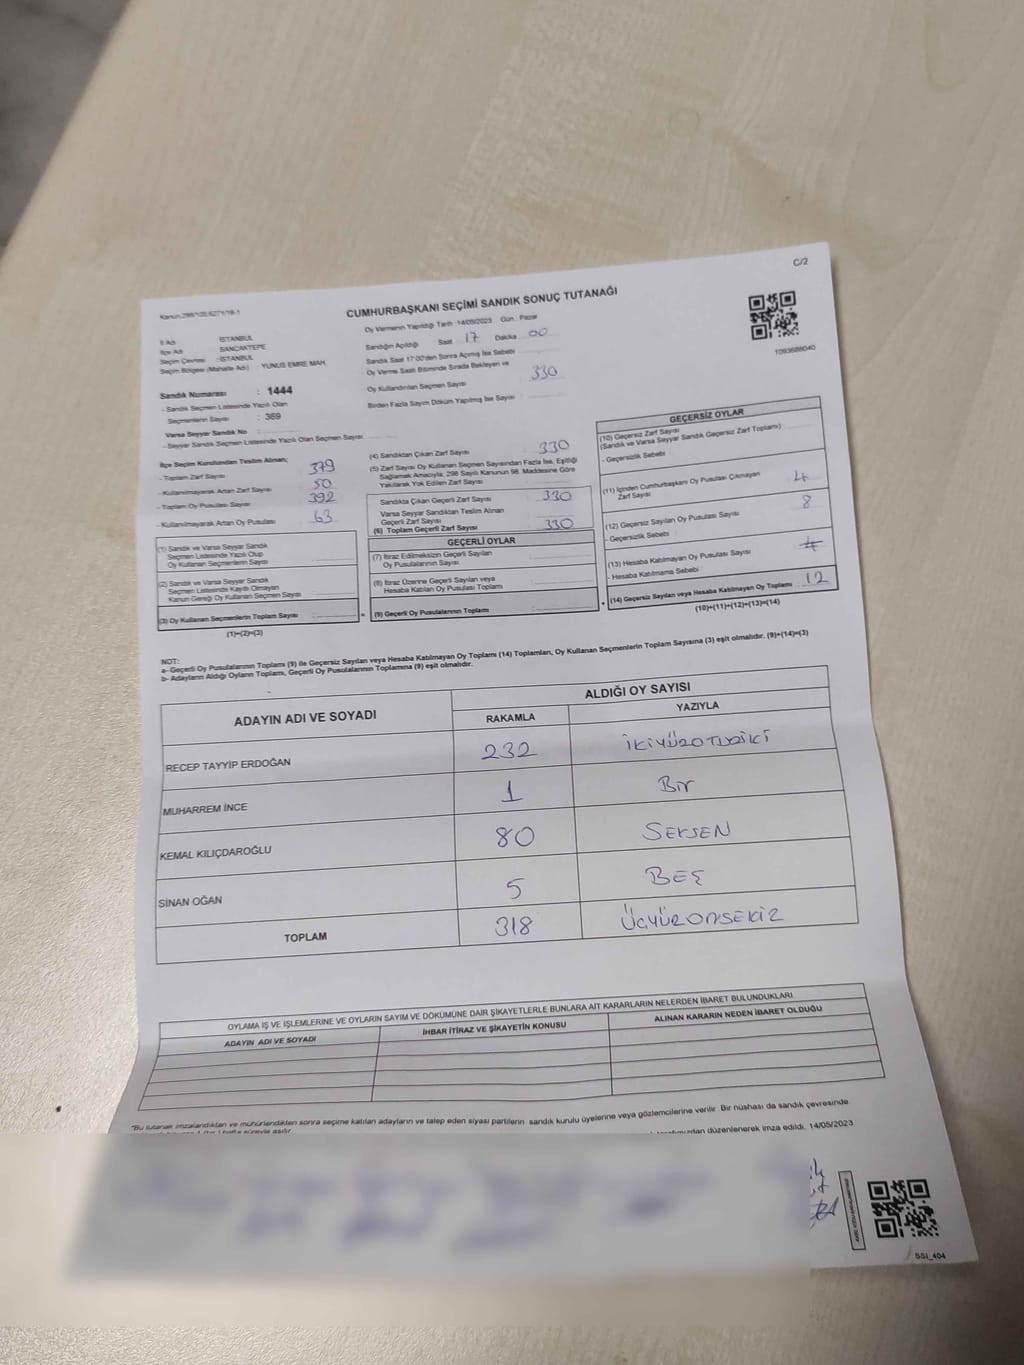 C/2
Kanun:298/102;6271/19-1
CUMHURBAŞKANI SEÇİMİ SANDIK SONUÇ TUTANAĞI
1093688040
İl Adı : İSTANBUL
İlçe Adı : SANCAKTEPE
Seçim Çevresi : İSTANBUL
Seçim Bölgesi (Mahalle Adı) : YUNUS EMRE MAH.
Sandık Numarası : 1444
- Sandık Seçmen Listesinde Yazılı Olan
Seçmenlerin Sayısı : 369
Varsa Seyyar Sandık No :
- Seyyar Sandık Seçmen Listesinde Yazılı Olan Seçmen Sayısı
Oy Vermenin Yapıldığı Tarih :14/05/2023 Gün : Pazar
Sandığın Açıldığı Saat 17 Dakika 00
Sandık Saat 17:00'den Sonra Açılmış İse Sebebi
Oy Verme Saati Bitiminde Sırada Bekleyen ve
Oy Kullandırılan Seçmen Sayısı 330
Birden Fazla Sayım Döküm Yapılmış İse Sayısı :
İlçe Seçim Kurulundan Teslim Alınan;
- Toplam Zarf Sayısı 379
- Kullanılmayarak Artan Zarf Sayısı 50
- Toplam Oy Pusulası Sayısı 392
- Kullanılmayarak Artan Oy Pusulası 63
(1) Sandık ve Varsa Seyyar Sandık
Seçmen Listesinde Yazılı Olup
Oy Kullanan Seçmenlerin Sayısı
(2) Sandık ve Varsa Seyyar Sandık
Seçmen Listesinde Kayıtlı Olmayan
Kanun Gereği Oy Kullanan Seçmen Sayısı
(3) Oy Kullanan Seçmenlerin Toplam Sayısı
(1)+(2)=(3)
(4) Sandıktan Çıkan Zarf Sayısı 330
(5) Zarf Sayısı Oy Kullanan Seçmen Sayısından Fazla İse, Eşitliği
Sağlamak Amacıyla, 298 Sayılı Kanunun 98. Maddesine Göre
Yakılarak Yok Edilen Zarf Sayısı
Sandıkta Çıkan Geçerli Zarf Sayısı 330
Varsa Seyyar Sandıktan Teslim Alınan
Geçerli Zarf Sayısı
(6) Toplam Geçerli Zarf Sayısı 330
GEÇERLİ OYLAR
(7) İtiraz Edilmeksizin Geçerli Sayılan
Oy Pusulalarının Sayısı
(8) İtiraz Üzerine Geçerli Sayılan veya
Hesaba Katılan Oy Pusulası Toplamı
(9) Geçerli Oy Pusulalarının Toplamı
GEÇERSİZ OYLAR
(10) Geçersiz Zarf Sayısı
(Sandık ve Varsa Seyyar Sandık Geçersiz Zarf Toplamı)
- Geçersizlik Sebebi
(11) İçinden Cumhurbaşkanı Oy Pusulası Çıkmayan
Zarf Sayısı 4
(12) Geçersiz Sayılan Oy Pusulası Sayısı 8
- Geçersizlik Sebebi
(13) Hesaba Katılmayan Oy Pusulası Sayısı
- Hesaba Katılmama Sebebi
(14) Geçersiz Sayılan veya Hesaba Katılmayan Oy Toplamı 12
(10)+(11)+(12)+(13)=(14)
NOT:
a- Geçerli Oy Pusulalarının Toplamı (9) ile Geçersiz Sayılan veya Hesaba Katılmayan Oy Toplamı (14) Toplamları, Oy Kullanan Seçmenlerin Toplam Sayısına (3) eşit olmalıdır. (9)+(14)=(3)
b- Adayların Aldığı Oyların Toplamı, Geçerli Oy Pusulalarının Toplamına (9) eşit olmalıdır.
ADAYIN ADI VE SOYADI
ALDIĞI OY SAYISI
RAKAMLA YAZIYLA
RECEP TAYYİP ERDOĞAN 232 İKİYÜZOTUZİKİ
MUHARREM İNCE 1 Bir
KEMAL KILIÇDAROĞLU 80 SEKSEN
SİNAN OĞAN 5 BEŞ
TOPLAM 318 ÜÇYÜZONSEKİZ
OYLAMA İŞ VE İŞLEMLERİNE VE OYLARIN SAYIM VE DÖKÜMÜNE DAİR ŞİKAYETLERLE BUNLARA AİT KARARLARIN NELERDEN İBARET BULUNDUKLARI
ADAYIN ADI VE SOYADI İHBAR İTİRAZ VE ŞİKAYETİN KONUSU ALINAN KARARIN NEDEN İBARET OLDUĞU
"Bu tutanak imzalandıktan ve mühürlendikten sonra seçime katılan adayların ve talep eden siyasi partilerin sandık kurulu üyelerine veya gözlemcilerine verilir. Bir nüshası da sandık çevresinde
düzenlenerek imza edildi. 14/05/2023
SSI_404